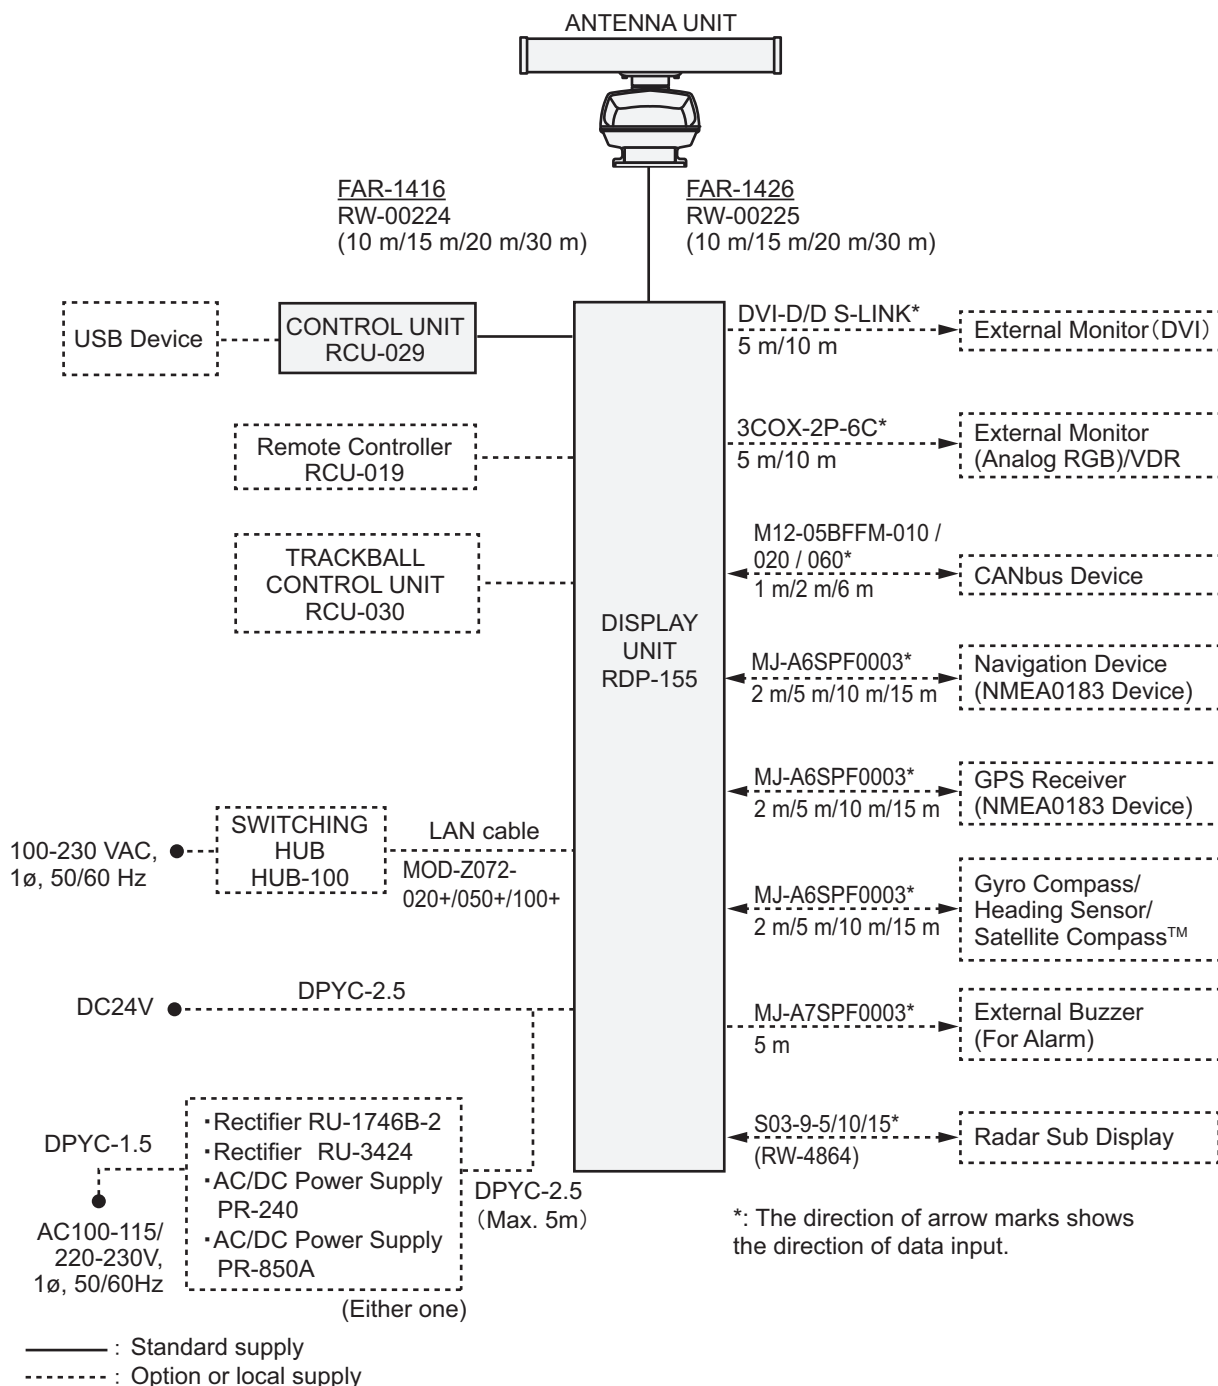 ANTENNA UNIT
FAR-1416
RW-00224
(10 m/15 m/20 m/30 m)
FAR-1426
RW-00225
(10 m/15 m/20 m/30 m)
USB Device
CONTROL UNIT
RCU-029
Remote Controller
RCU-019
TRACKBALL
CONTROL UNIT
RCU-030
DISPLAY
UNIT
RDP-155
DVI-D/D S-LINK*
5 m/10 m
External Monitor(DVI)
3COX-2P-6C*
5 m/10 m
External Monitor
(Analog RGB)/VDR
M12-05BFFM-010 /
020 / 060*
1 m/2 m/6 m
CANbus Device
MJ-A6SPF0003*
2 m/5 m/10 m/15 m
Navigation Device
(NMEA0183 Device)
MJ-A6SPF0003*
2 m/5 m/10 m/15 m
GPS Receiver
(NMEA0183 Device)
MJ-A6SPF0003*
2 m/5 m/10 m/15 m
Gyro Compass/
Heading Sensor/
Satellite Compass™
MJ-A7SPF0003*
5 m
External Buzzer
(For Alarm)
S03-9-5/10/15*
(RW-4864)
Radar Sub Display
100-230 VAC,
1ø, 50/60 Hz
SWITCHING
HUB
HUB-100
LAN cable
MOD-Z072-
020+/050+/100+
DC24V
DPYC-2.5
DPYC-1.5
AC100-115/
220-230V,
1ø, 50/60Hz
・Rectifier RU-1746B-2
・Rectifier RU-3424
・AC/DC Power Supply
PR-240
・AC/DC Power Supply
PR-850A
(Either one)
DPYC-2.5
(Max. 5m)
*: The direction of arrow marks shows
the direction of data input.
: Standard supply
: Option or local supply